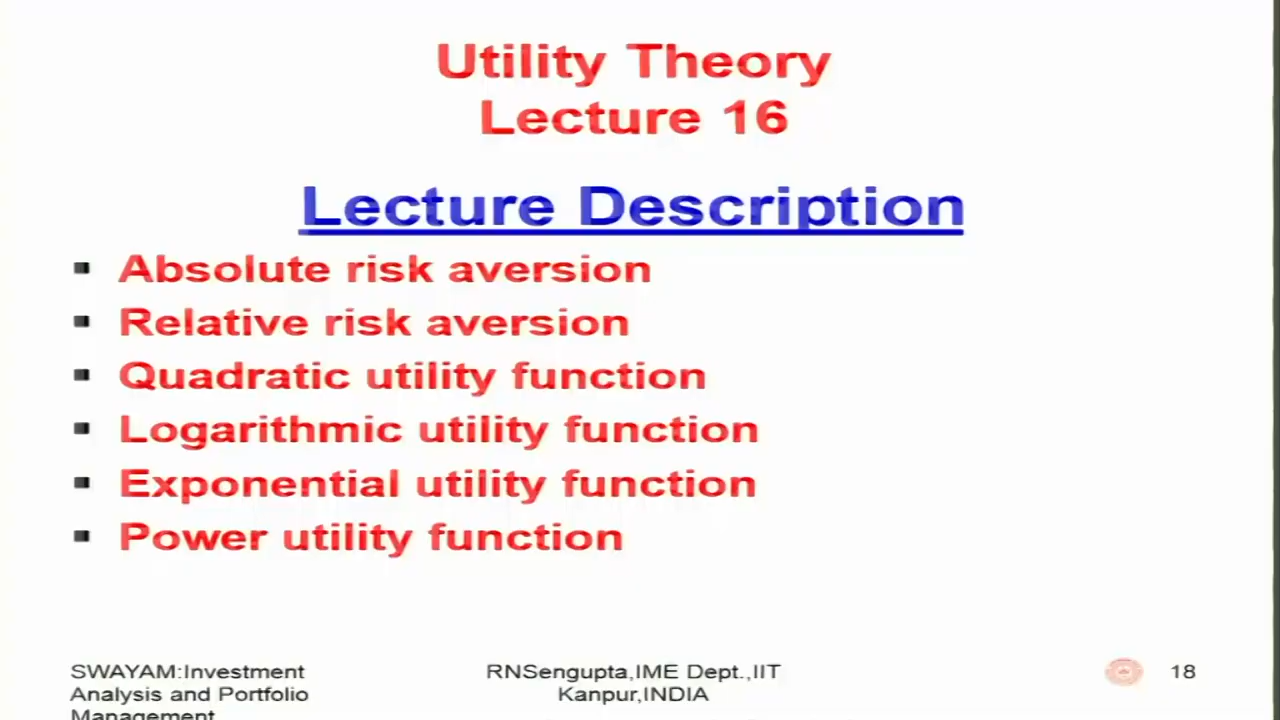 Utility Theory
Lecture 16
Lecture Description
Absolute risk aversion
Relative risk aversion
Quadratic utility function
Logarithmic utility function
Exponential utility function
Power utility function
SWAYAM:Investment
Analysis and Portfolio
Management
RNSengupta,IME Dept.,IIT
Kanpur,INDIA
18